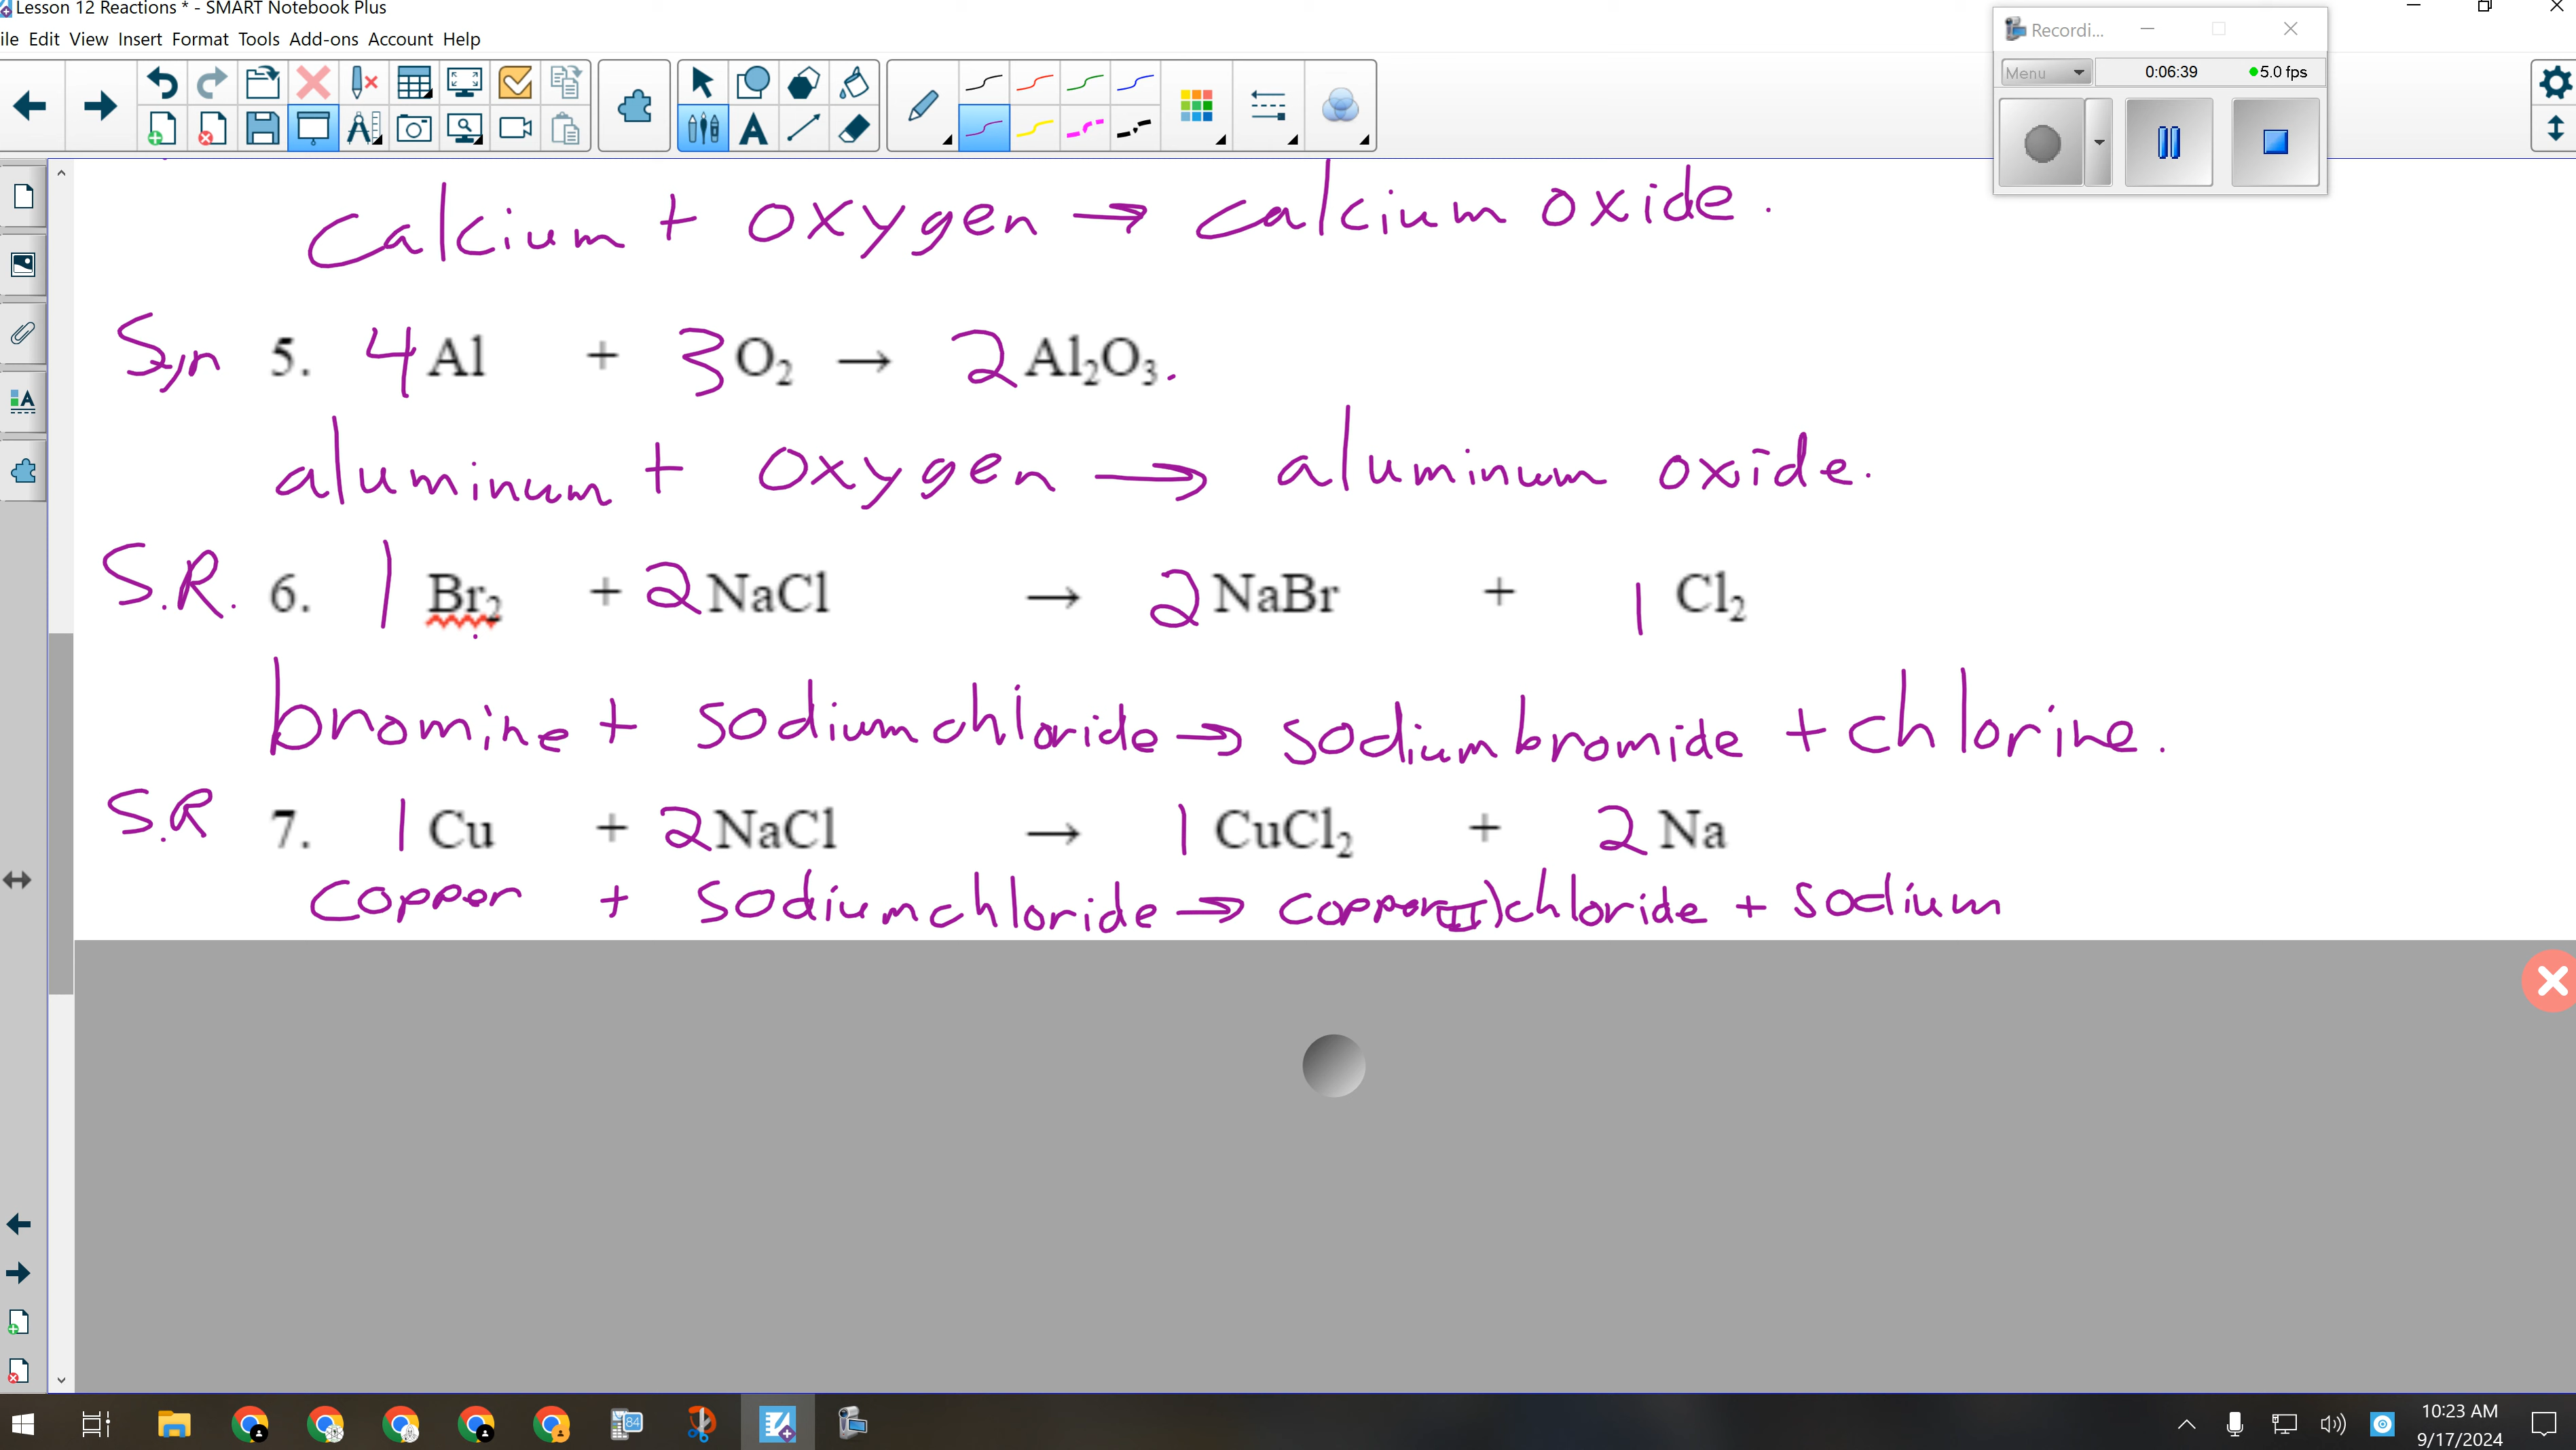 Lesson 12 Reactions * - SMART Notebook Plus
ile Edit View Insert Format Tools Add-ons Account Help
Recordi...
Menu 0:06:39 5.0 fps
calcium + oxygen → calcium oxide.
Syn 5. 4 Al + 3 O₂ → 2 Al₂O₃.
aluminum + oxygen → aluminum oxide.
S.R. 6. 1 Br₂ + 2 NaCl → 2 NaBr + 1 Cl₂
bromine + sodium chloride → sodium bromide + chlorine.
S.R 7. 1 Cu + 2 NaCl → 1 CuCl₂ + 2 Na
copper + sodium chloride → copper(II) chloride + sodium
84
10:23 AM
9/17/2024